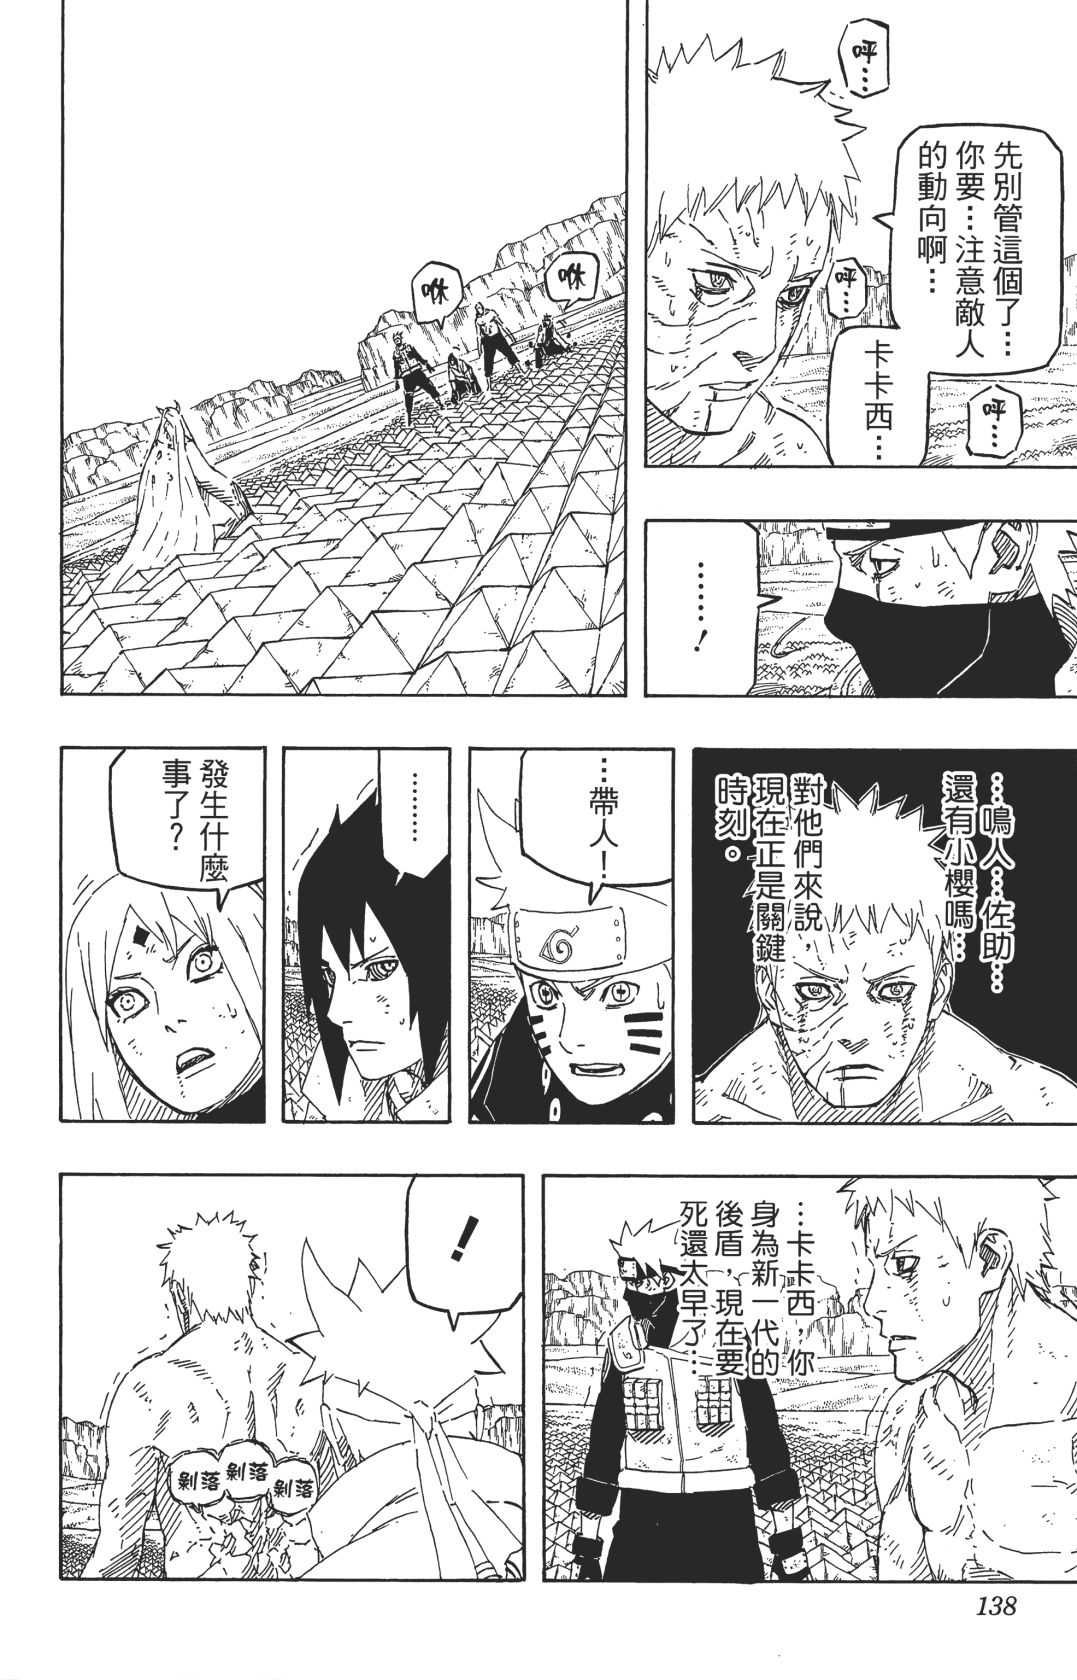 呼…
先別管這個了…
你要…注意敵人
的動向啊…
呼…
卡卡西…
呼…
咻
咻
……！
…鳴人…佐助…
還有小櫻嗎…
對他們來說，
現在正是關鍵
時刻。
…帶人！
……
發生什麼
事了？
…卡卡西…你
身為新一代的
後盾，現在要
死還太早了…
！
剝落
剝落
剝落
138